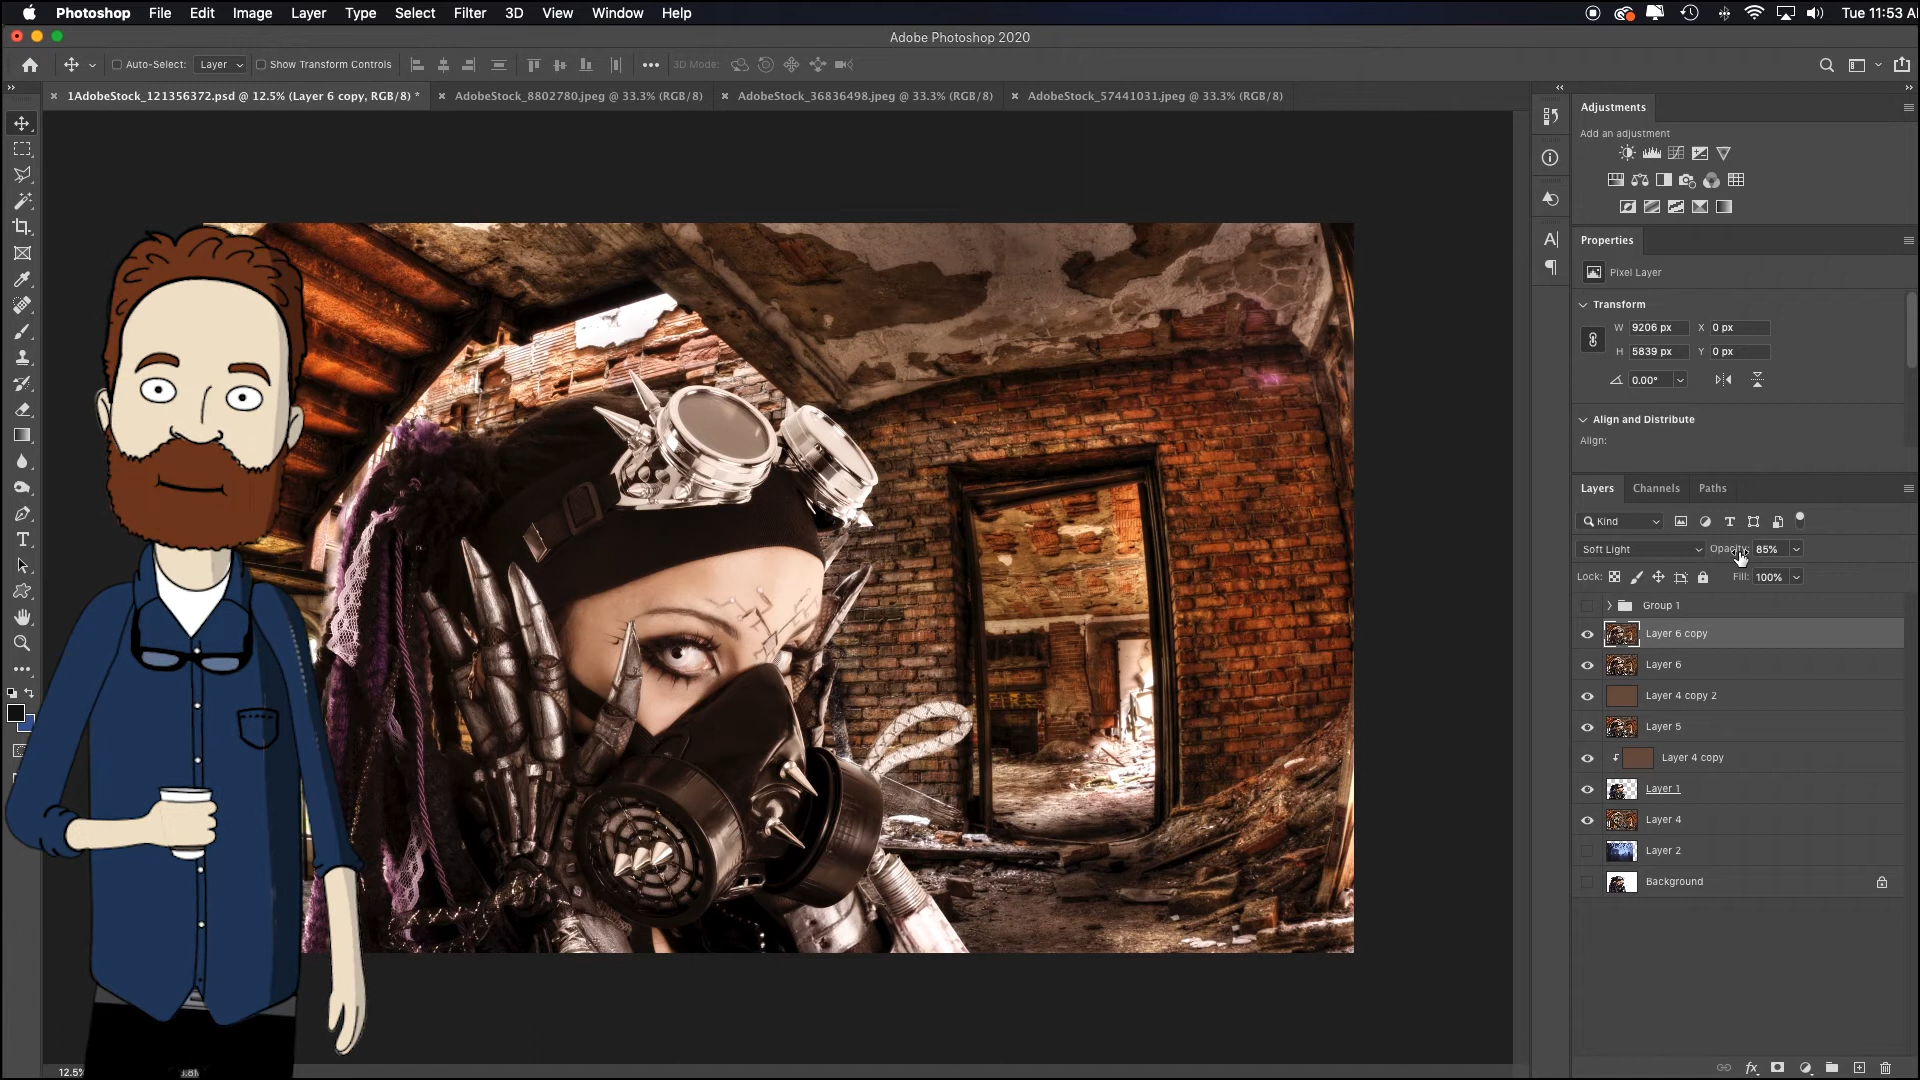 Photoshop File Edit Image Layer Type Select Filter 3D View Window Help Tue 11:53
Adobe Photoshop 2020
Auto-Select: Layer Show Transform Controls 3D Mode:
1AdobeStock_121356372.psd @ 12.5% (Layer 6 copy, RGB/8) * AdobeStock_8802780.jpeg @ 33.3% (RGB/8) AdobeStock_36836498.jpeg @ 33.3% (RGB/8) AdobeStock_57441031.jpeg @ 33.3% (RGB/8)
Adjustments
Add an adjustment
Properties
Pixel Layer
Transform
W 9206 px X 0 px
H 5839 px Y 0 px
0.00°
Align and Distribute
Align:
Layers Channels Paths
Kind
Soft Light Opacity: 85%
Lock: Fill: 100%
Group 1
Layer 6 copy
Layer 6
Layer 4 copy 2
Layer 5
Layer 4 copy
Layer 1
Layer 4
Layer 2
Background
12.5%